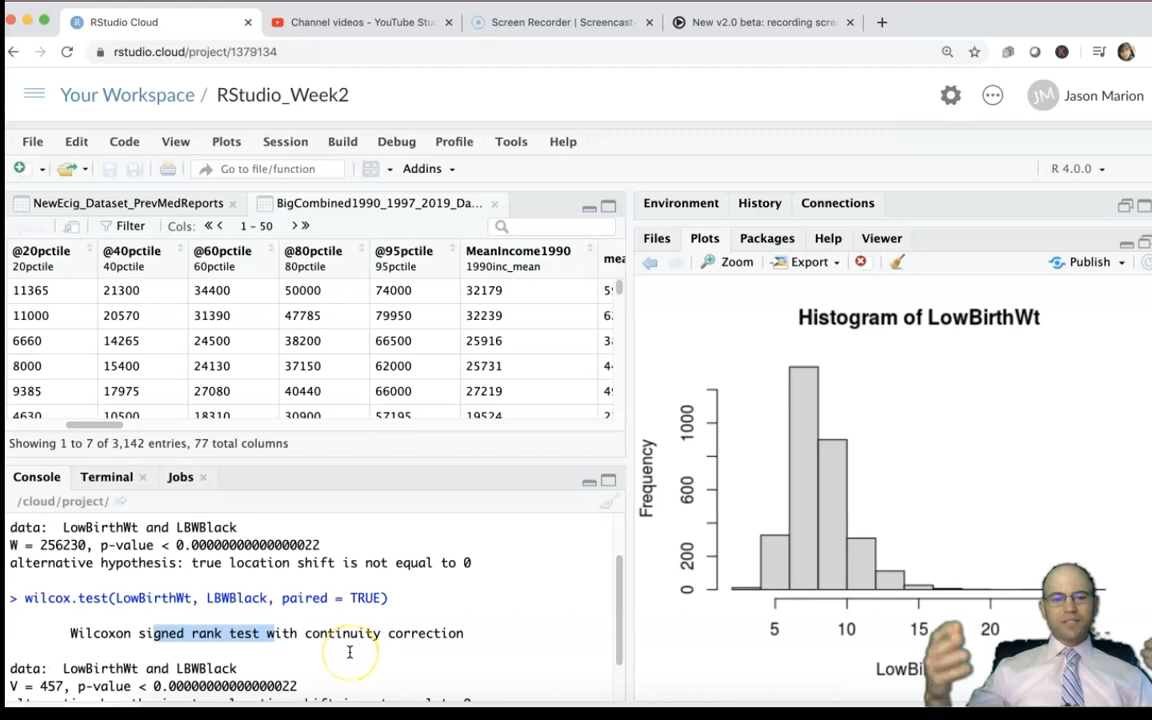 RStudio Cloud
Channel videos - YouTube Stu
Screen Recorder | Screencast
New v2.0 beta: recording scre
rstudio.cloud/project/1379134
Your Workspace / RStudio_Week2
JM Jason Marion
File Edit Code View Plots Session Build Debug Profile Tools Help
Go to file/function Addins R 4.0.0
NewEcig_Dataset_PrevMedReports BigCombined1990_1997_2019_Da...
Filter Cols: 1 - 50
@20pctile @40pctile @60pctile @80pctile @95pctile MeanIncome1990
20pctile 40pctile 60pctile 80pctile 95pctile 1990inc_mean
11365 21300 34400 50000 74000 32179
11000 20570 31390 47785 79950 32239
6660 14265 24500 38200 66500 25916
8000 15400 24130 37150 62000 25731
9385 17975 27080 40440 66000 27219
4630 10500 18310 30900 57195 19524
Showing 1 to 7 of 3,142 entries, 77 total columns
Console Terminal Jobs
/cloud/project/
data: LowBirthWt and LBWBlack
W = 256230, p-value < 0.00000000000000022
alternative hypothesis: true location shift is not equal to 0
> wilcox.test(LowBirthWt, LBWBlack, paired = TRUE)
Wilcoxon signed rank test with continuity correction
data: LowBirthWt and LBWBlack
V = 457, p-value < 0.00000000000000022
Environment History Connections
Files Plots Packages Help Viewer
Zoom Export Publish
Histogram of LowBirthWt
Frequency
1000
600
200
0
5 10 15 20
LowBi